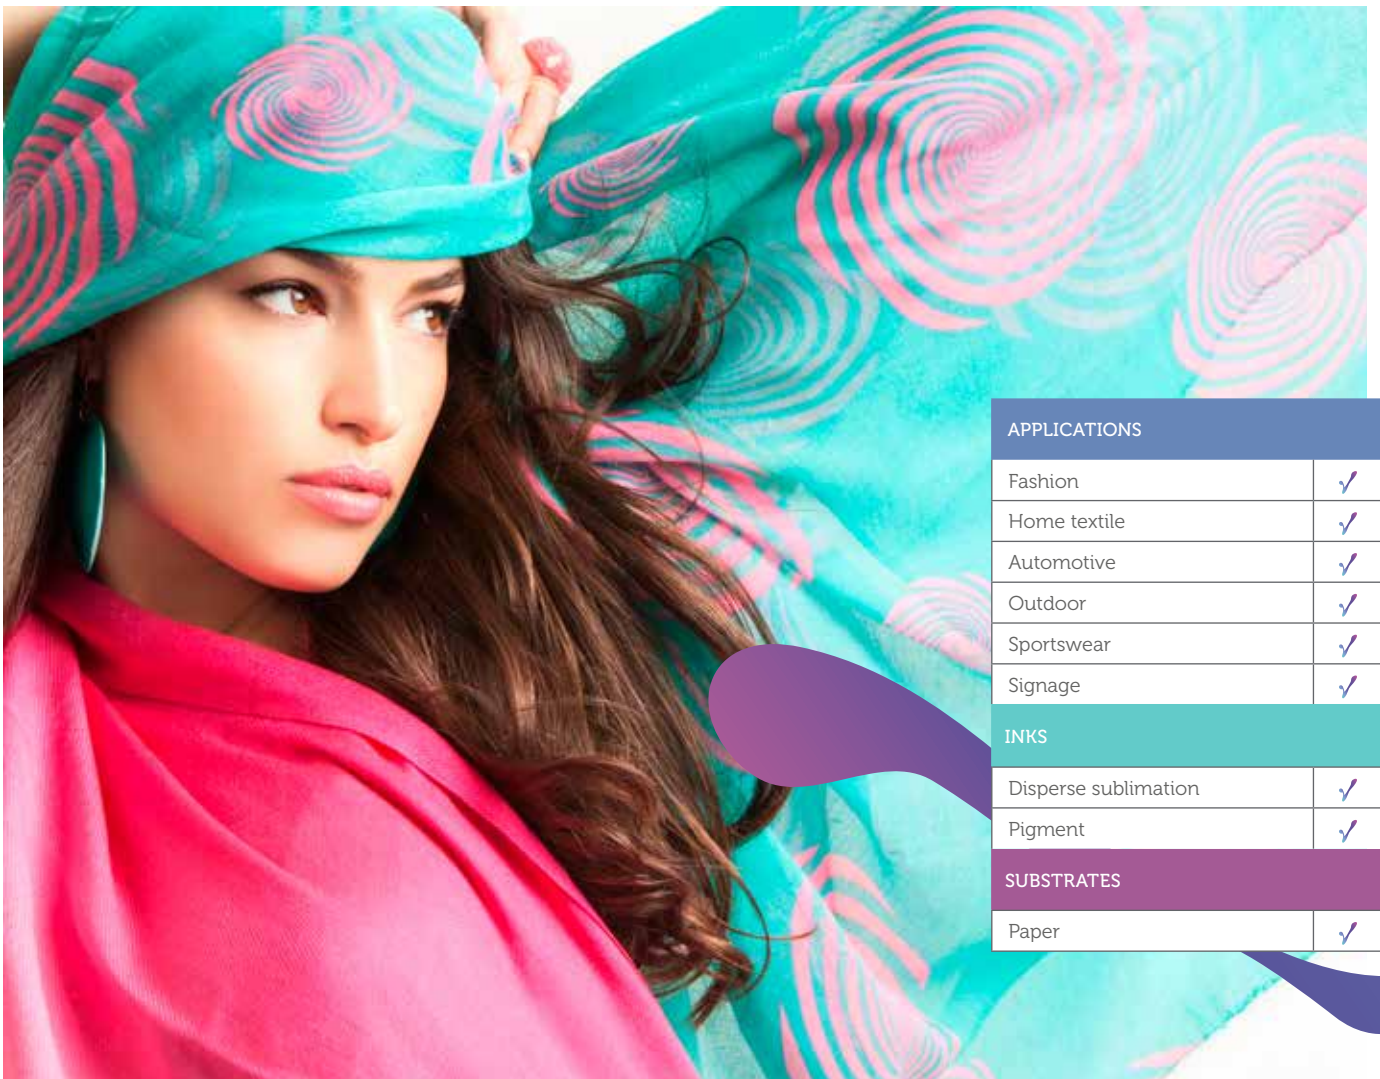 APPLICATIONS
Fashion
Home textile
Automotive
Outdoor
Sportswear
Signage
INKS
Disperse sublimation
Pigment
SUBSTRATES
Paper